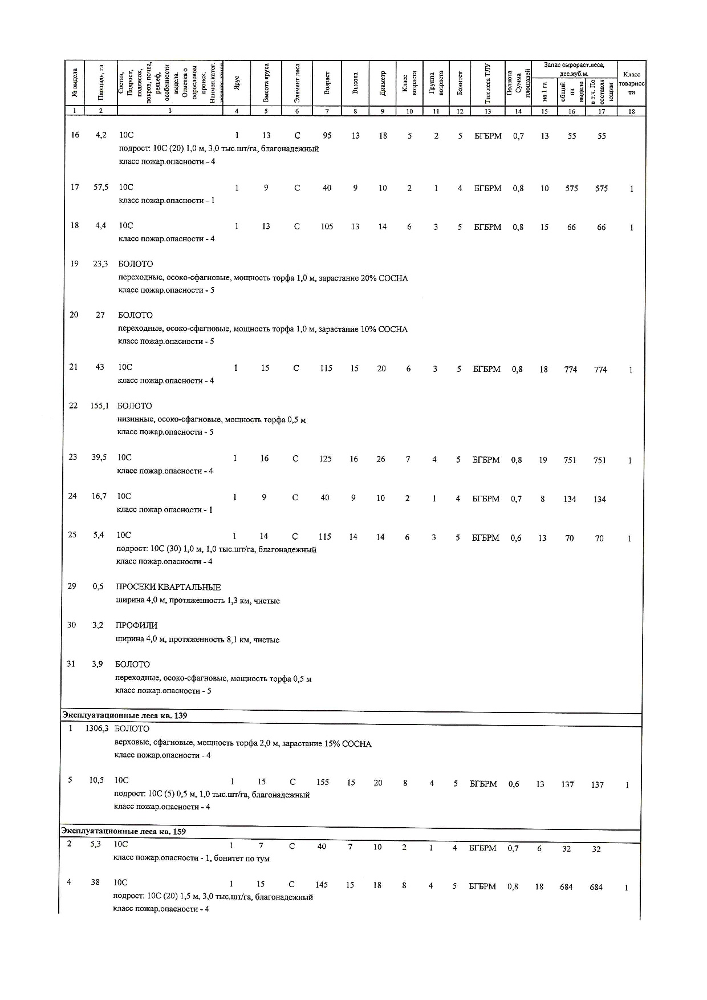 № выдела
Площадь, га
Состав,
Подрост,
подлесок,
покров, почва,
рельеф,
особенности
выдела.
Отметка о
порослевом
происх.
Наимен.катег.
Ярус
Высота яруса
Элемент леса
Возраст
Высота
Диаметр
Класс
возраста
Группа
возраста
Бонитет
Тип леса ТЛУ
Полнота
Сумма
площадей
Запас сырораст.леса,
дес.куб.м.
на 1 га
общий
на
выделе
в т.ч. По
составля
ющим
Класс
товарнос
ти
1 2 3 4 5 6 7 8 9 10 11 12 13 14 15 16 17 18
16 4,2 10С 1 13 С 95 13 18 5 2 5 БГБРМ 0,7 13 55 55
подрост: 10С (20) 1,0 м, 3,0 тыс.шт/га, благонадежный
класс пожар.опасности - 4
17 57,5 10С 1 9 С 40 9 10 2 1 4 БГБРМ 0,8 10 575 575 1
класс пожар.опасности - 1
18 4,4 10С 1 13 С 105 13 14 6 3 5 БГБРМ 0,8 15 66 66 1
класс пожар.опасности - 4
19 23,3 БОЛОТО
переходные, осоко-сфагновые, мощность торфа 1,0 м, зарастание 20% СОСНА
класс пожар.опасности - 5
20 27 БОЛОТО
переходные, осоко-сфагновые, мощность торфа 1,0 м, зарастание 10% СОСНА
класс пожар.опасности - 5
21 43 10С 1 15 С 115 15 20 6 3 5 БГБРМ 0,8 18 774 774 1
класс пожар.опасности - 4
22 155,1 БОЛОТО
низинные, осоко-сфагновые, мощность торфа 0,5 м
класс пожар.опасности - 5
23 39,5 10С 1 16 С 125 16 26 7 4 5 БГБРМ 0,8 19 751 751 1
класс пожар.опасности - 4
24 16,7 10С 1 9 С 40 9 10 2 1 4 БГБРМ 0,7 8 134 134
класс пожар.опасности - 1
25 5,4 10С 1 14 С 115 14 14 6 3 5 БГБРМ 0,6 13 70 70 1
подрост: 10С (30) 1,0 м, 1,0 тыс.шт/га, благонадежный
класс пожар.опасности - 4
29 0,5 ПРОСЕКИ КВАРТАЛЬНЫЕ
ширина 4,0 м, протяженность 1,3 км, чистые
30 3,2 ПРОФИЛИ
ширина 4,0 м, протяженность 8,1 км, чистые
31 3,9 БОЛОТО
переходные, осоко-сфагновые, мощность торфа 0,5 м
класс пожар.опасности - 5
Эксплуатационные леса кв. 139
1 1306,3 БОЛОТО
верховые, сфагновые, мощность торфа 2,0 м, зарастание 15% СОСНА
класс пожар.опасности - 4
5 10,5 10С 1 15 С 155 15 20 8 4 5 БГБРМ 0,6 13 137 137 1
подрост: 10С (5) 0,5 м, 1,0 тыс.шт/га, благонадежный
класс пожар.опасности - 4
Эксплуатационные леса кв. 159
2 5,3 10С 1 7 С 40 7 10 2 1 4 БГБРМ 0,7 6 32 32
класс пожар.опасности - 1, бонитет по тум
4 38 10С 1 15 С 145 15 18 8 4 5 БГБРМ 0,8 18 684 684 1
подрост: 10С (20) 1,5 м, 3,0 тыс.шт/га, благонадежный
класс пожар.опасности - 4